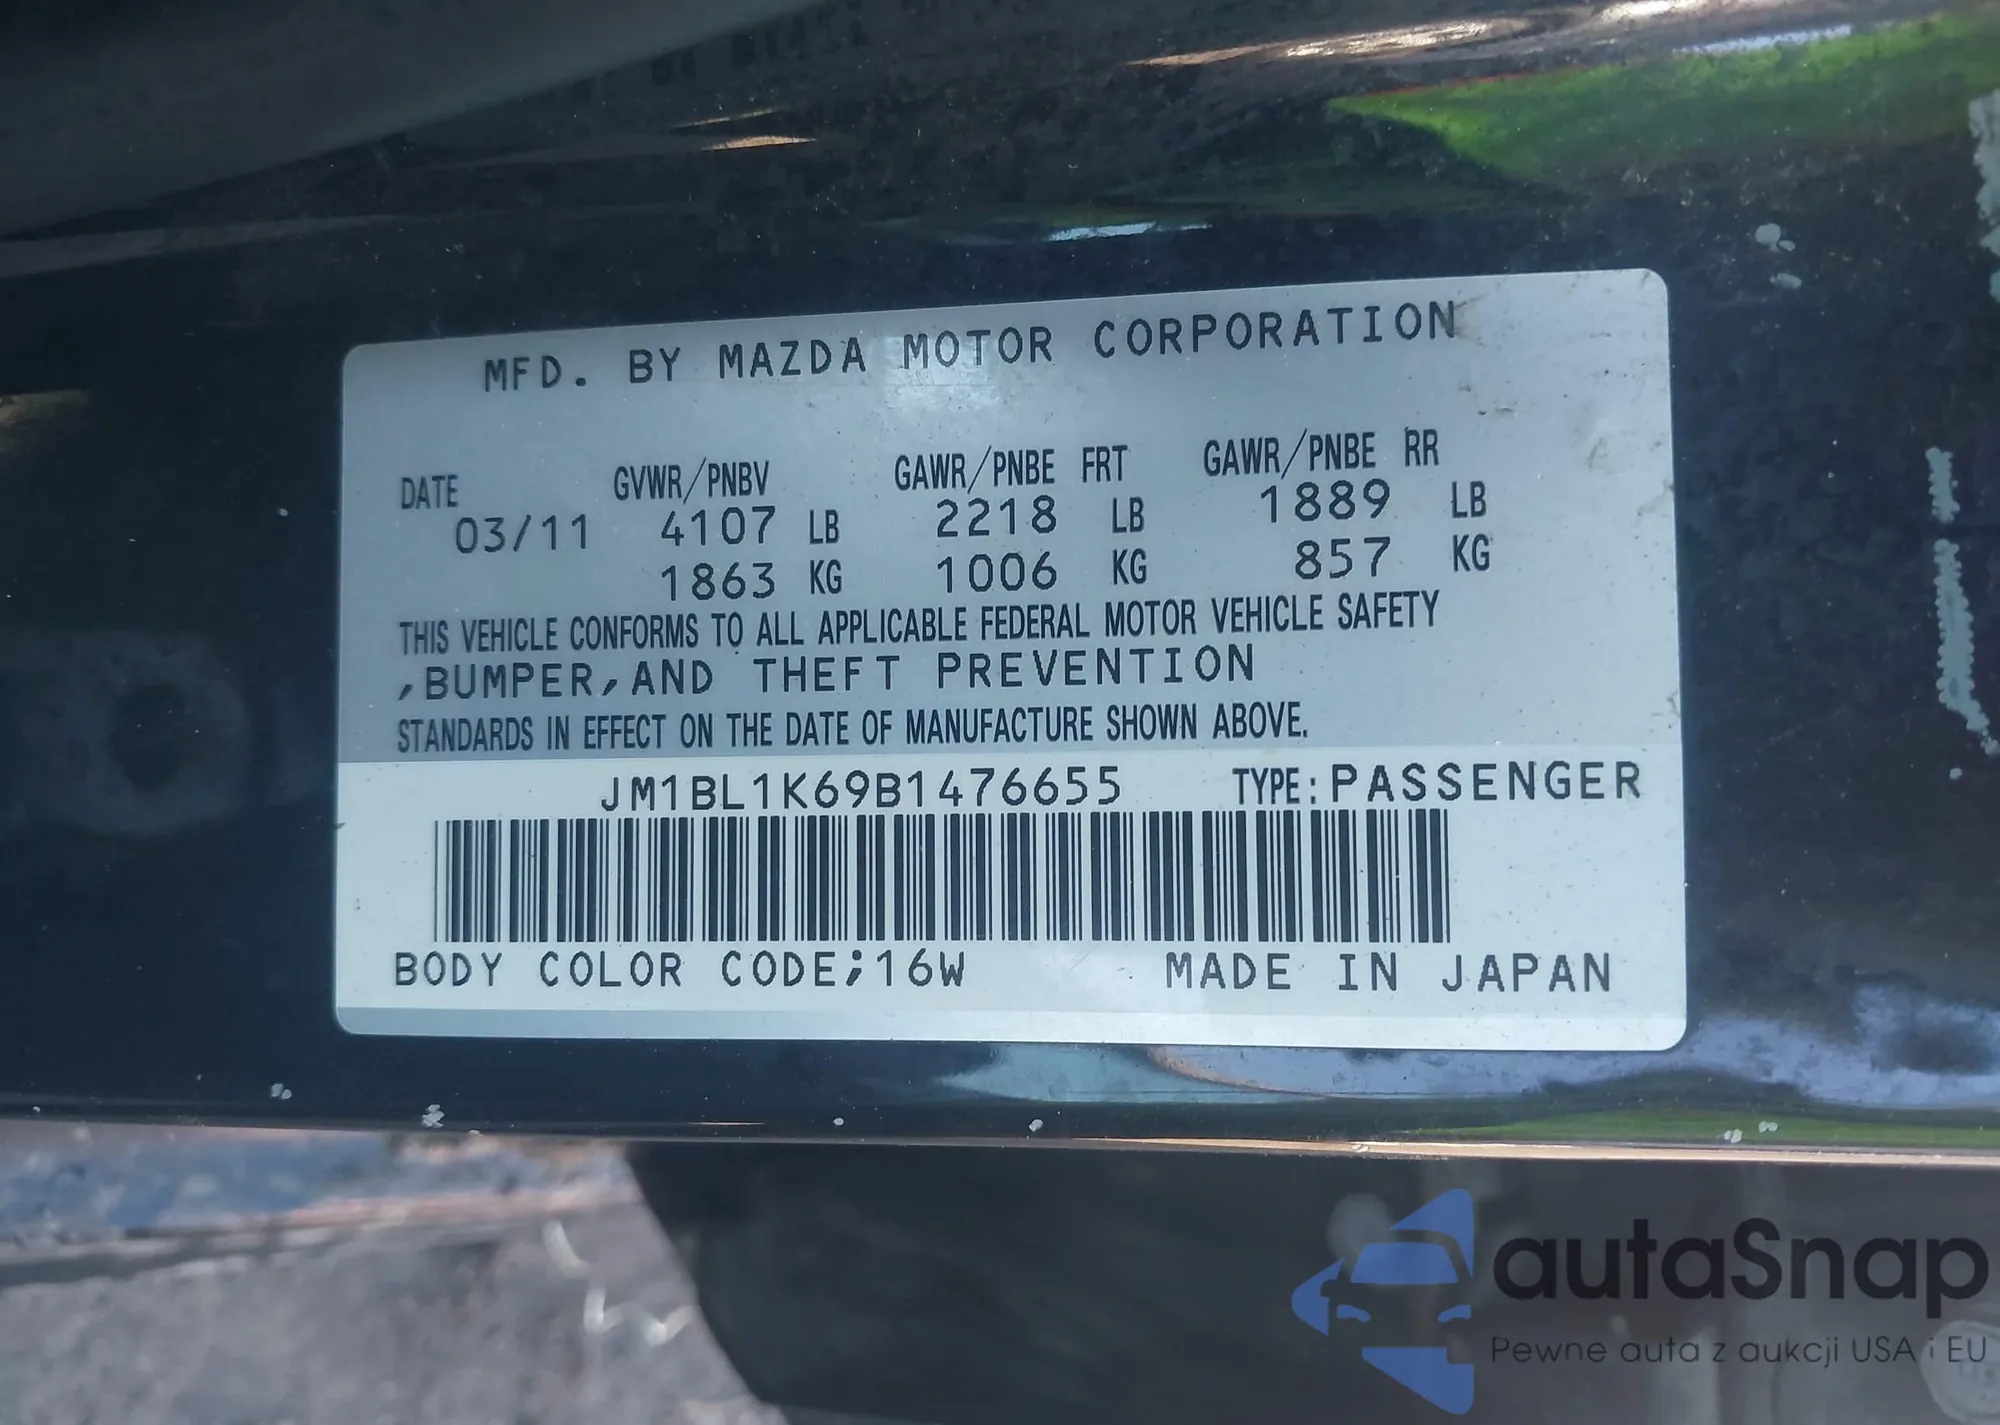 MFD. BY MAZDA MOTOR CORPORATION
DATE GVWR/PNBV GAWR/PNBE FRT GAWR/PNBE RR
03/11 4107 LB 2218 LB 1889 LB
1863 KG 1006 KG 857 KG
THIS VEHICLE CONFORMS TO ALL APPLICABLE FEDERAL MOTOR VEHICLE SAFETY
,BUMPER,AND THEFT PREVENTION
STANDARDS IN EFFECT ON THE DATE OF MANUFACTURE SHOWN ABOVE.
JM1BL1K69B1476655 TYPE:PASSENGER
BODY COLOR CODE;16W MADE IN JAPAN
autaSnap
Pewne auta z aukcji USA i EU